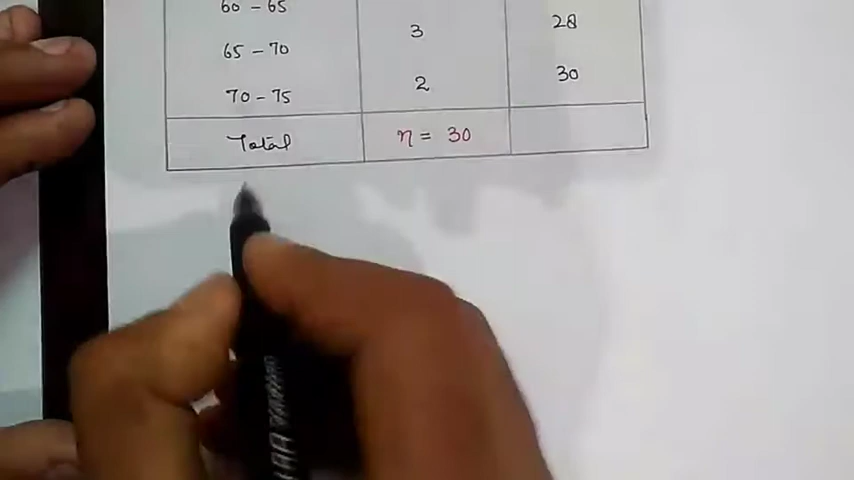 60 - 65
3 28
65 - 70
70 - 75 2 30
Total n = 30